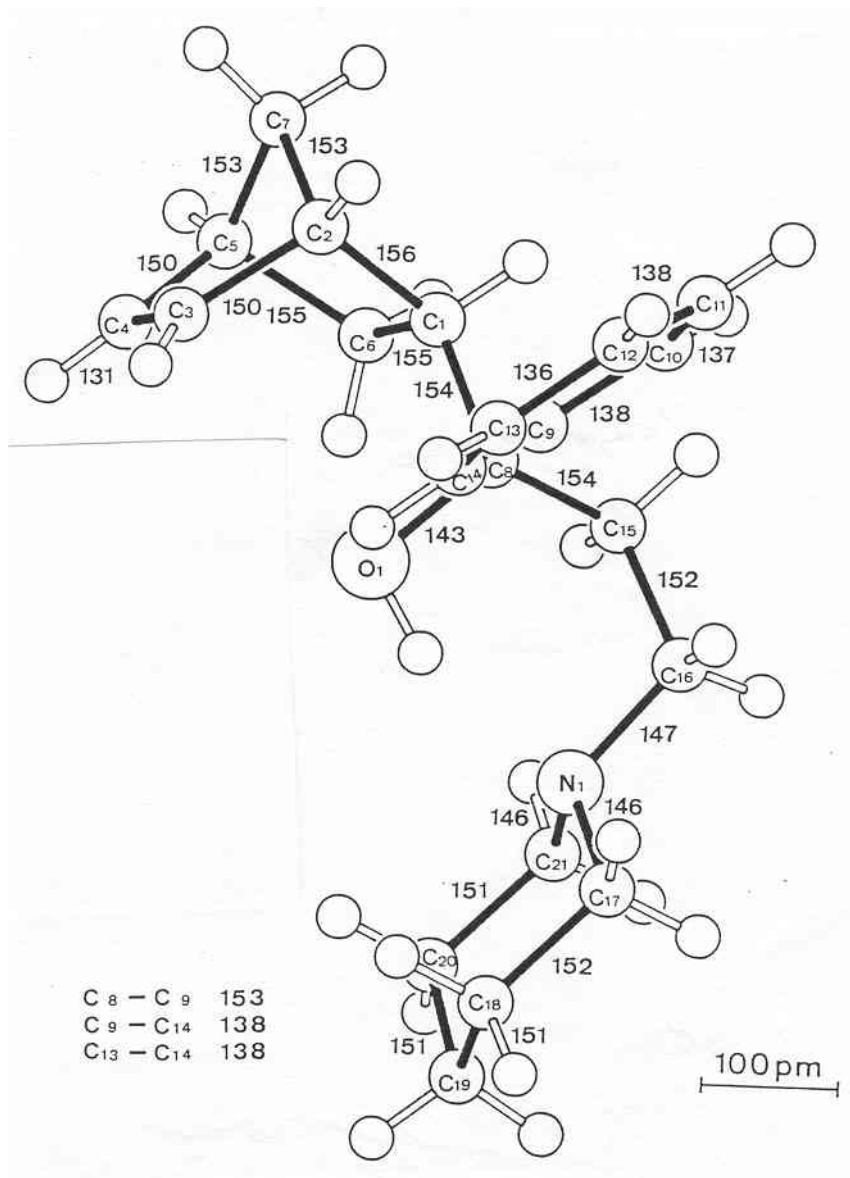 C7
153
153
C2
C5
156
150
C3
150
C4
155
C6
C1
155
131
154
138
C11
C12
C10
137
136
138
C13
C9
C14
C8
154
C15
143
O1
152
C16
147
N1
146
146
C21
C17
151
C20
152
C18
151
151
C19
C8 – C9 153
C9 – C14 138
C13 – C14 138
100 pm